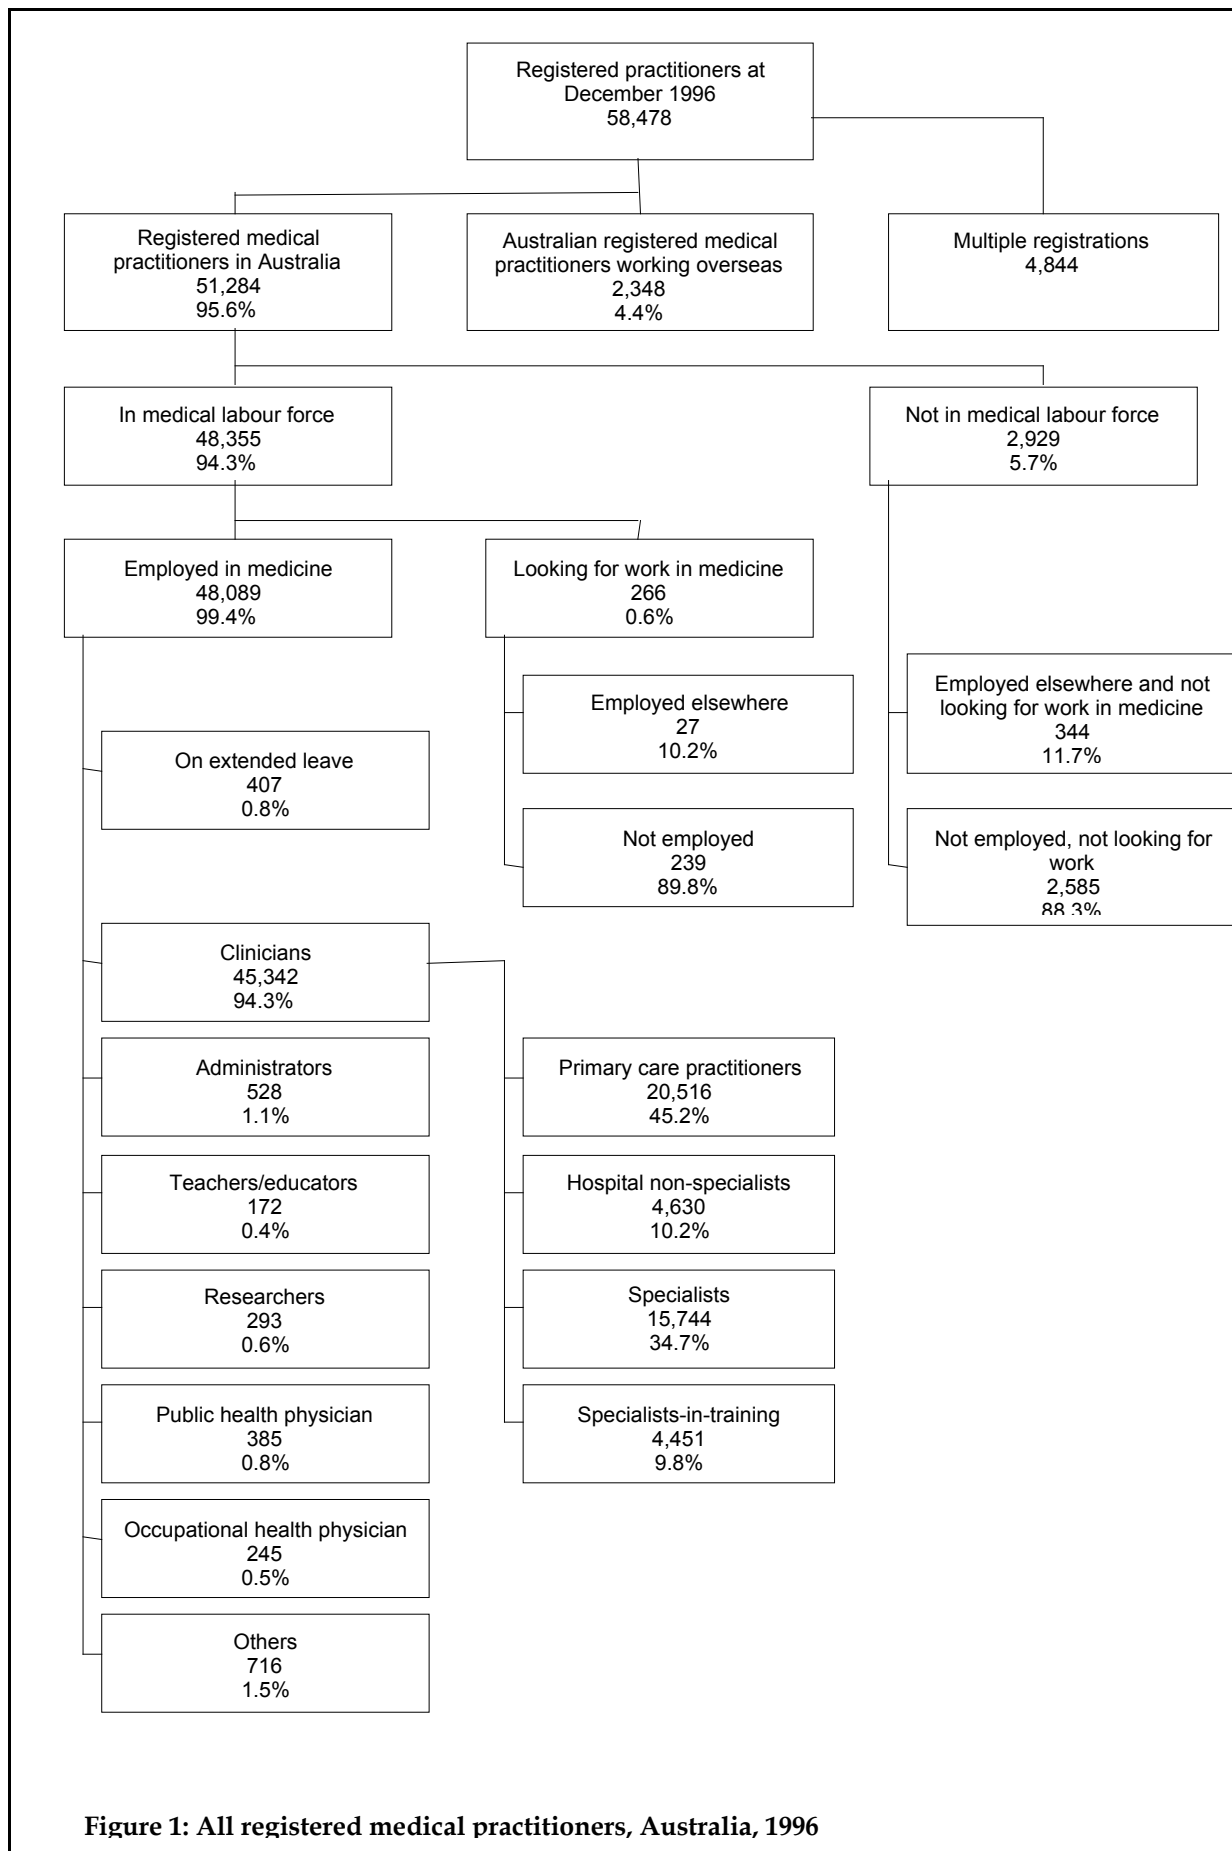 Registered practitioners at
December 1996
58,478
Registered medical
practitioners in Australia
51,284
95.6%
Australian registered medical
practitioners working overseas
2,348
4.4%
Multiple registrations
4,844
In medical labour force
48,355
94.3%
Not in medical labour force
2,929
5.7%
Employed in medicine
48,089
99.4%
Looking for work in medicine
266
0.6%
Employed elsewhere
27
10.2%
Employed elsewhere and not
looking for work in medicine
344
11.7%
On extended leave
407
0.8%
Not employed
239
89.8%
Not employed, not looking for
work
2,585
88.3%
Clinicians
45,342
94.3%
Administrators
528
1.1%
Primary care practitioners
20,516
45.2%
Teachers/educators
172
0.4%
Hospital non-specialists
4,630
10.2%
Researchers
293
0.6%
Specialists
15,744
34.7%
Public health physician
385
0.8%
Specialists-in-training
4,451
9.8%
Occupational health physician
245
0.5%
Others
716
1.5%
Figure 1: All registered medical practitioners, Australia, 1996